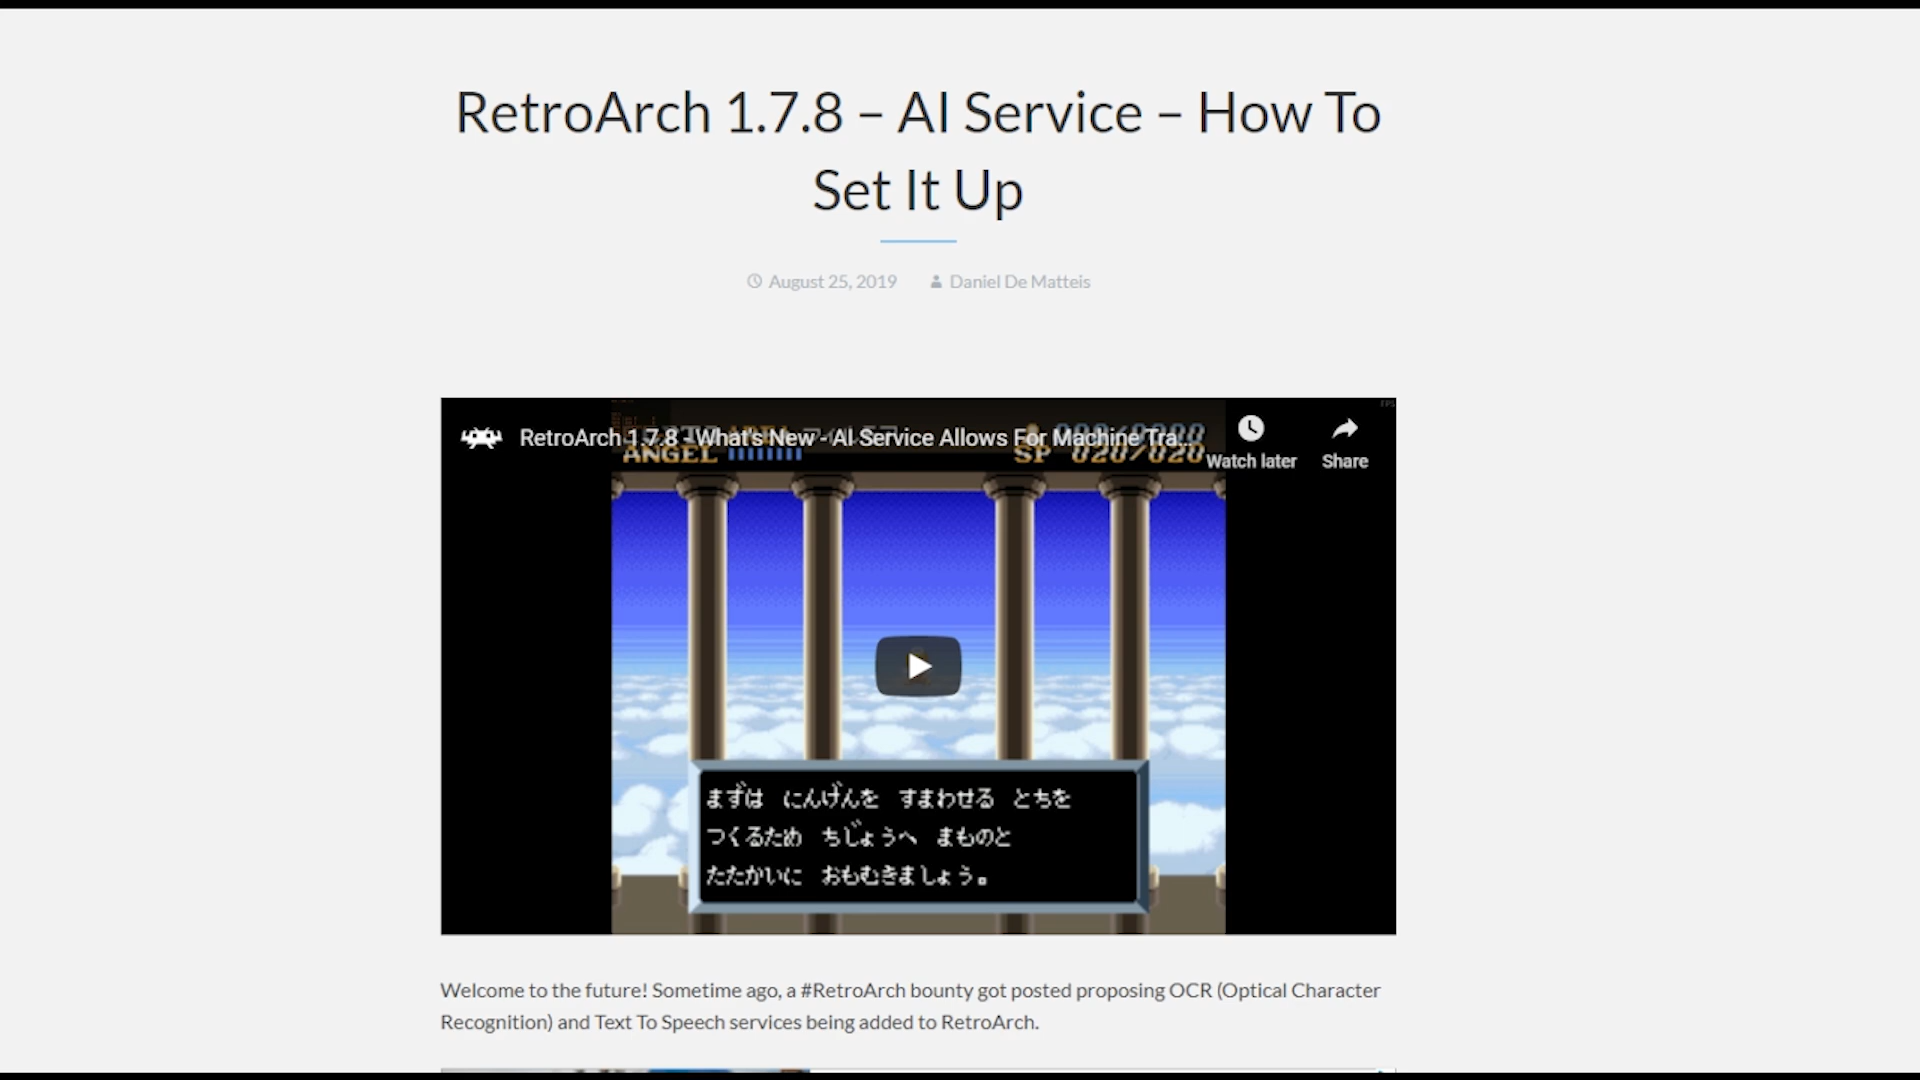 RetroArch 1.7.8 – AI Service – How To
Set It Up
August 25, 2019 Daniel De Matteis
RetroArch 1.7.8 - What's New - AI Service Allows For Machine Tra...
Watch later
Share
ANGEL
SP 020/020
まずは にんげんを すまわせる とちを
つくるため ちじょうへ まものと
たたかいに おもむきましょう。
Welcome to the future! Sometime ago, a #RetroArch bounty got posted proposing OCR (Optical Character
Recognition) and Text To Speech services being added to RetroArch.